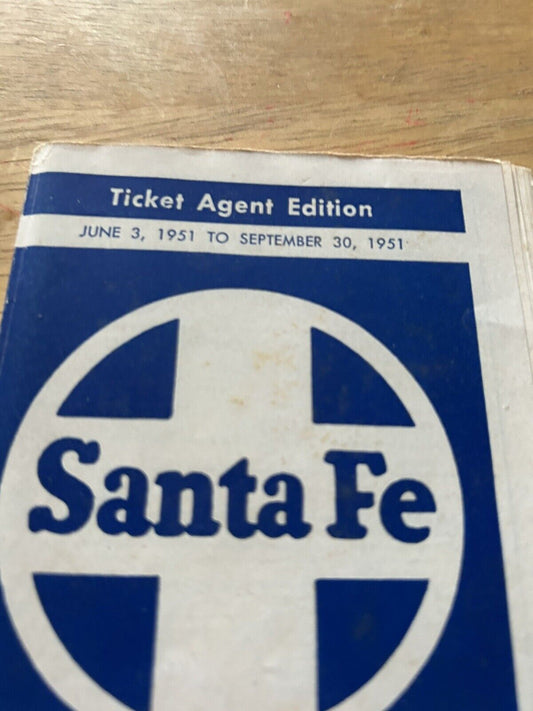 Ticket Agent Edition
JUNE 3, 1951 TO SEPTEMBER 30, 1951
Santa Fe